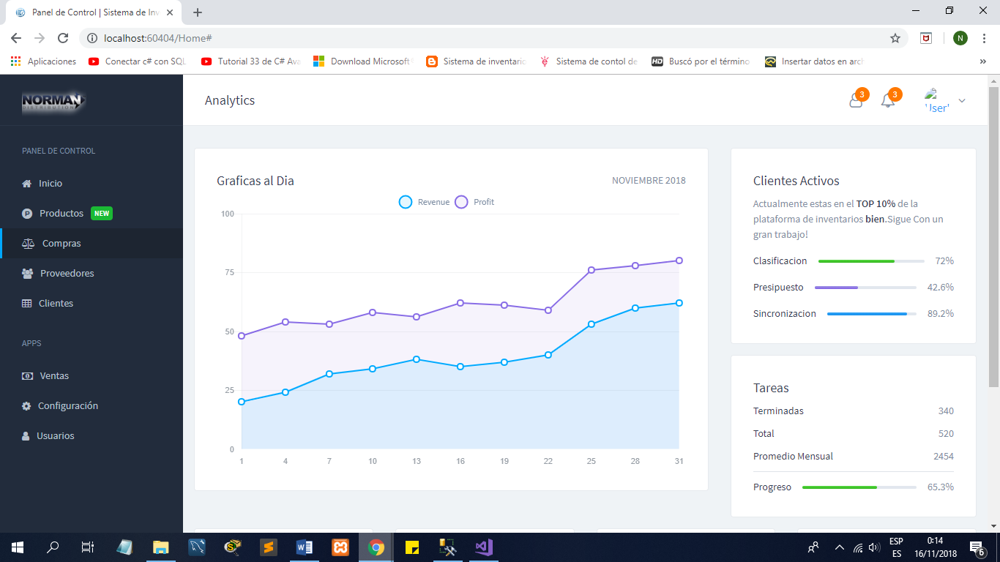 Panel de Control | Sistema de Inv
localhost:60404/Home#
N
Aplicaciones
Conectar c# con SQL
Tutorial 33 de C# Ava
Download Microsoft
Sistema de inventario
Sistema de contol de
HD
Buscó por el término
Insertar datos en arch
»
NORMAN
DISTRIBUTION
Analytics
3
3
User'
PANEL DE CONTROL
Inicio
Productos NEW
Compras
Proveedores
Clientes
APPS
Ventas
Configuración
Usuarios
Graficas al Dia
NOVIEMBRE 2018
Revenue
Profit
100
75
50
25
0
1 4 7 10 13 16 19 22 25 28 31
Clientes Activos
Actualmente estas en el TOP 10% de la
plataforma de inventarios bien.Sigue Con un
gran trabajo!
Clasificacion 72%
Presipuesto 42.6%
Sincronizacion 89.2%
Tareas
Terminadas 340
Total 520
Promedio Mensual 2454
Progreso 65.3%
ESP
ES
0:14
16/11/2018
6